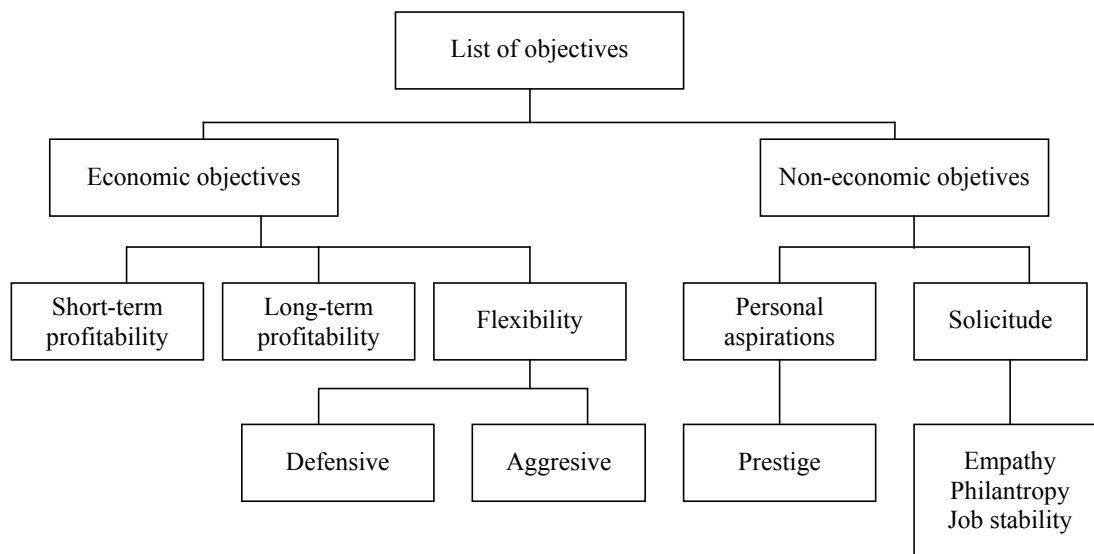 List of objectives
Economic objectives
Non-economic objetives
Short-term
profitability
Long-term
profitability
Flexibility
Personal
aspirations
Solicitude
Defensive
Aggresive
Prestige
Empathy
Philantropy
Job stability